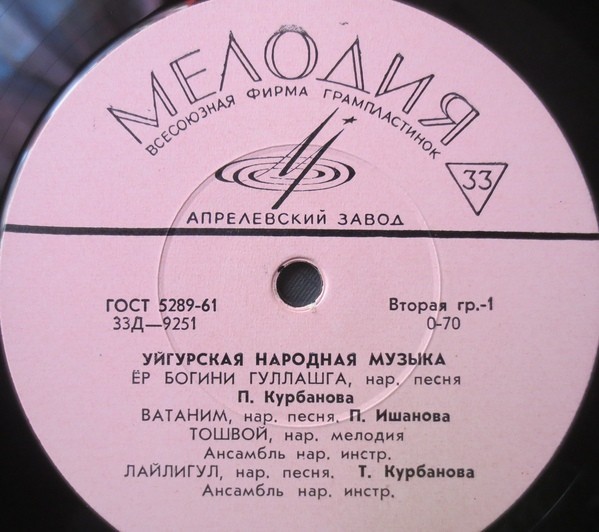 МЕЛОДИЯ
ВСЕСОЮЗНАЯ ФИРМА ГРАМПЛАСТИНОК
33
АПРЕЛЕВСКИЙ ЗАВОД
ГОСТ 5289-61 Вторая гр.-1
33Д—9251 0-70
УЙГУРСКАЯ НАРОДНАЯ МУЗЫКА
ЁР БОГИНИ ГУЛЛАШГА, нар. песня
П. Курбанова
ВАТАНИМ, нар. песня. П. Ишанова
ТОШВОЙ, нар. мелодия
Ансамбль нар. инстр.
ЛАЙЛИГУЛ, нар. песня. Т. Курбанова
Ансамбль нар. инстр.